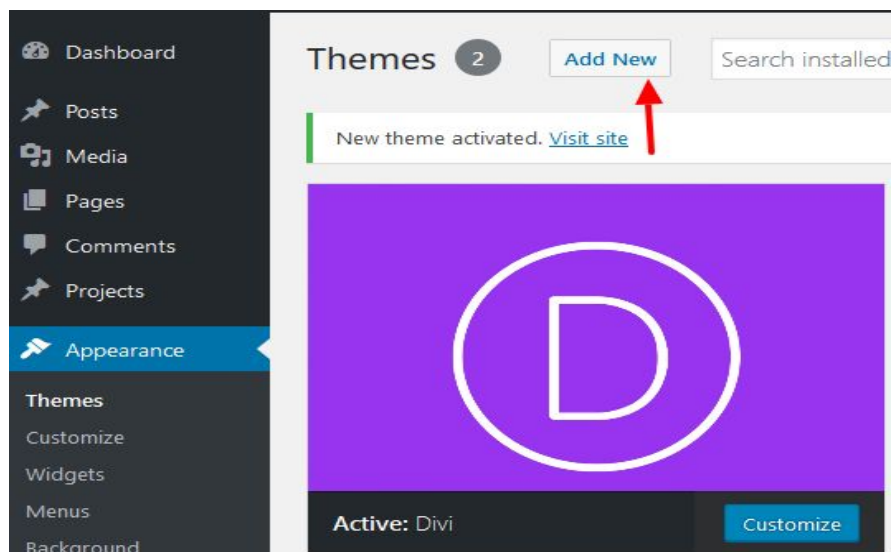 Dashboard
Posts
Media
Pages
Comments
Projects
Appearance
Themes
Customize
Widgets
Menus
Background
Themes 2 Add New Search installed
New theme activated. Visit site
D
Active: Divi Customize